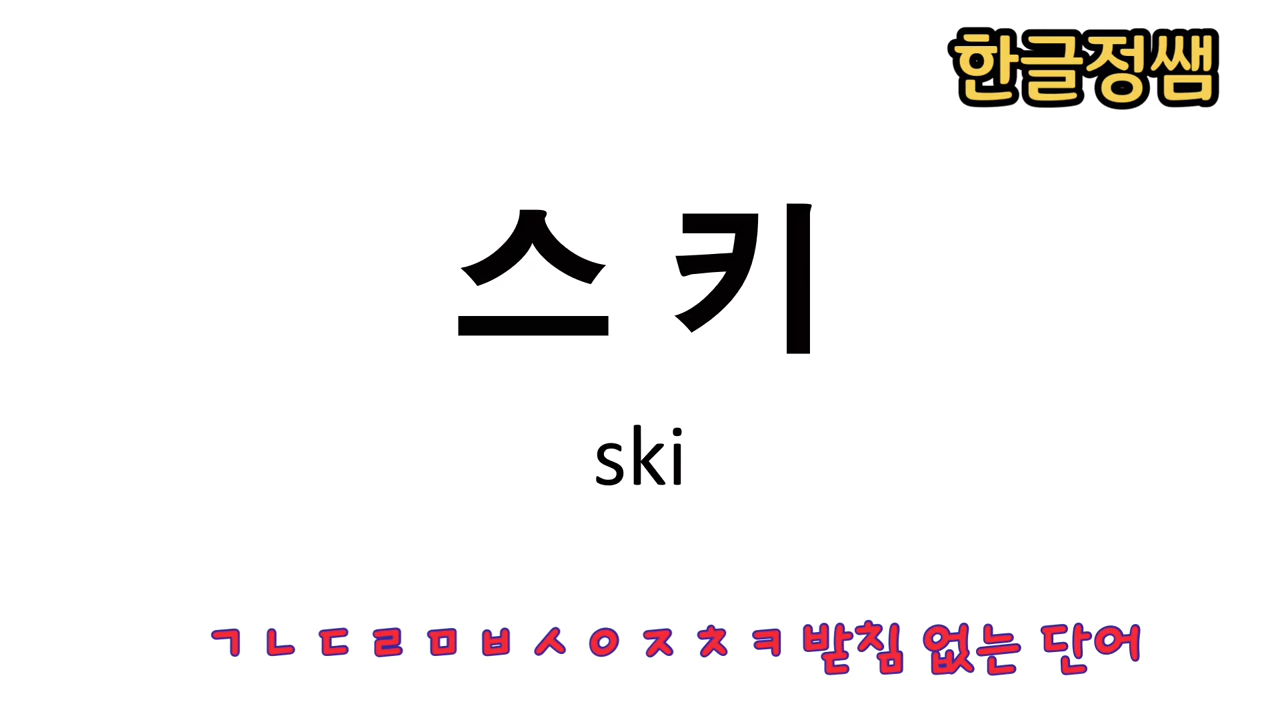 한글정쌤
스키
ski
ㄱ ㄴ ㄷ ㄹ ㅁ ㅂ ㅅ ㅇ ㅈ ㅊ ㅋ 받침 없는 단어